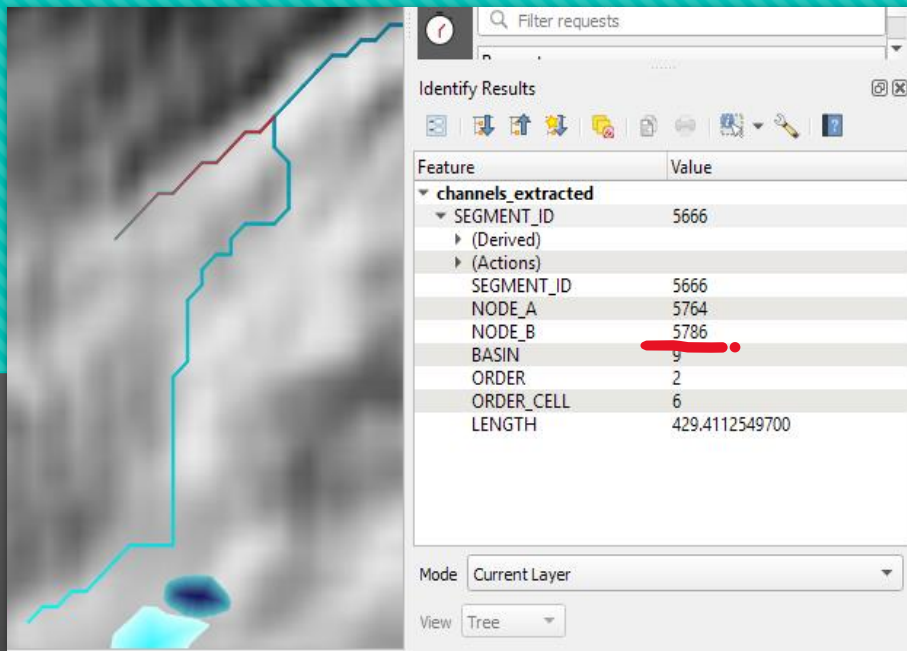 Filter requests
Identify Results
Feature Value
channels_extracted
SEGMENT_ID 5666
(Derived)
(Actions)
SEGMENT_ID 5666
NODE_A 5764
NODE_B 5786
BASIN 9
ORDER 2
ORDER_CELL 6
LENGTH 429.4112549700
Mode Current Layer
View Tree